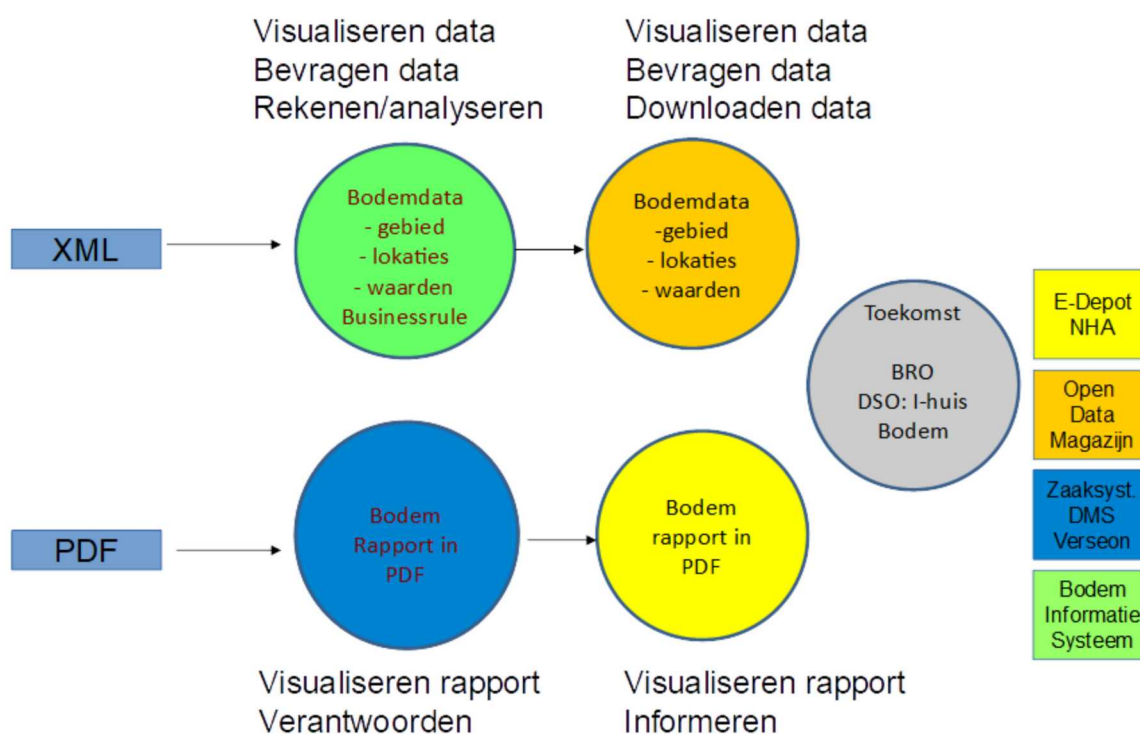 Visualiseren data
Bevragen data
Rekenen/analyseren
Visualiseren data
Bevragen data
Downloaden data
XML
Bodemdata
- gebied
- lokaties
- waarden
Businessrule
Bodemdata
-gebied
- lokaties
- waarden
Toekomst
BRO
DSO: I-huis
Bodem
E-Depot
NHA
Open
Data
Magazijn
Zaaksyst.
DMS
Verseon
Bodem
Informatie
Systeem
PDF
Bodem
Rapport in
PDF
Bodem
rapport in
PDF
Visualiseren rapport
Verantwoorden
Visualiseren rapport
Informeren